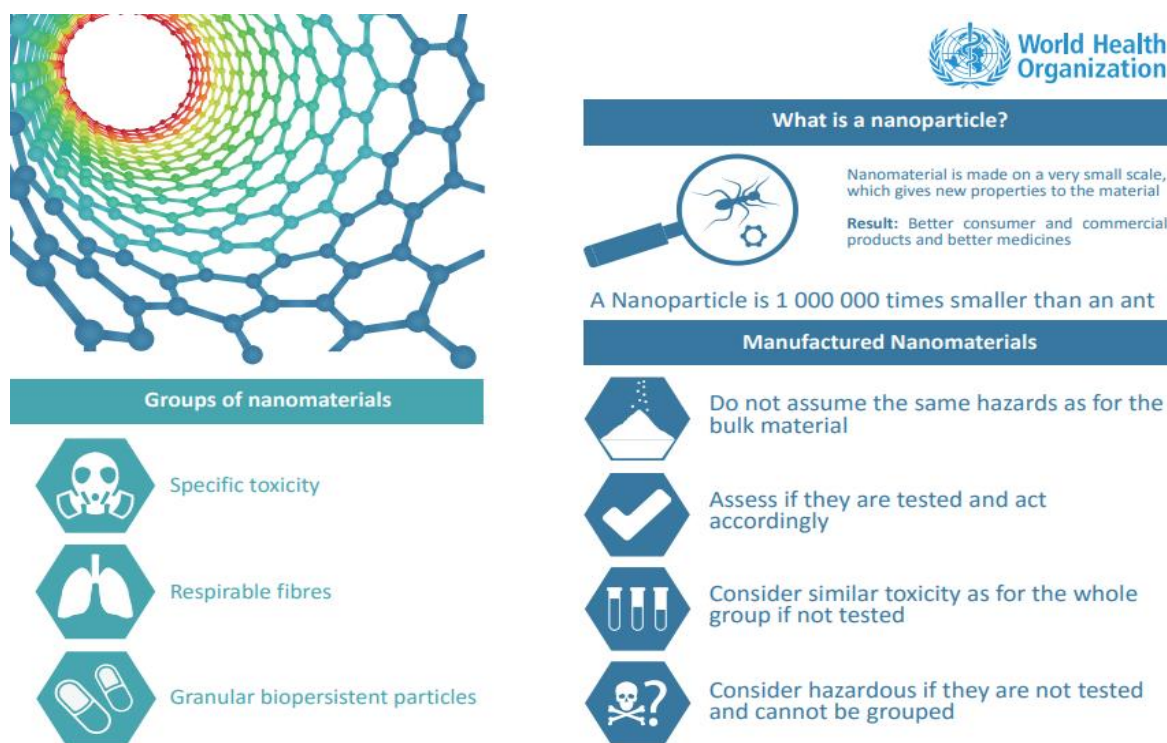 Groups of nanomaterials
Specific toxicity
Respirable fibres
Granular biopersistent particles
World Health
Organization
What is a nanoparticle?
Nanomaterial is made on a very small scale,
which gives new properties to the material
Result: Better consumer and commercial
products and better medicines
A Nanoparticle is 1 000 000 times smaller than an ant
Manufactured Nanomaterials
Do not assume the same hazards as for the
bulk material
Assess if they are tested and act
accordingly
Consider similar toxicity as for the whole
group if not tested
?
Consider hazardous if they are not tested
and cannot be grouped